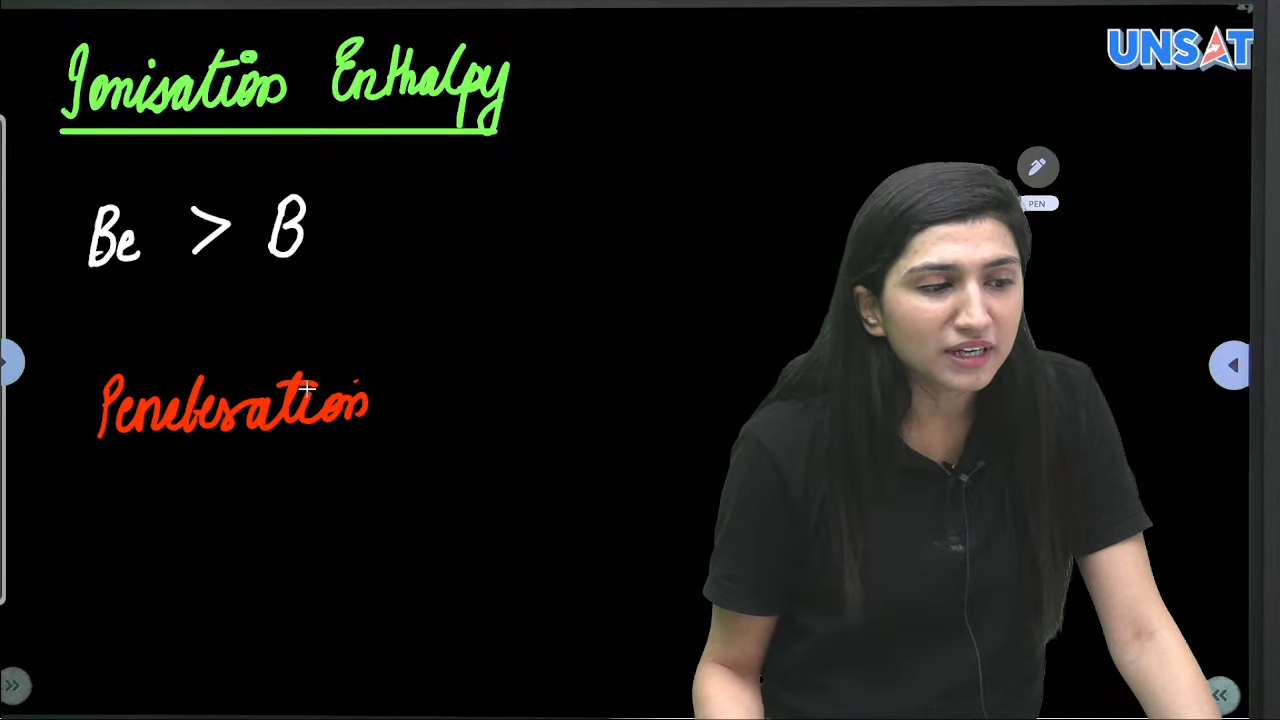 Ionisation Enthalpy
UNSAT
Be > B
PEN
Penetration